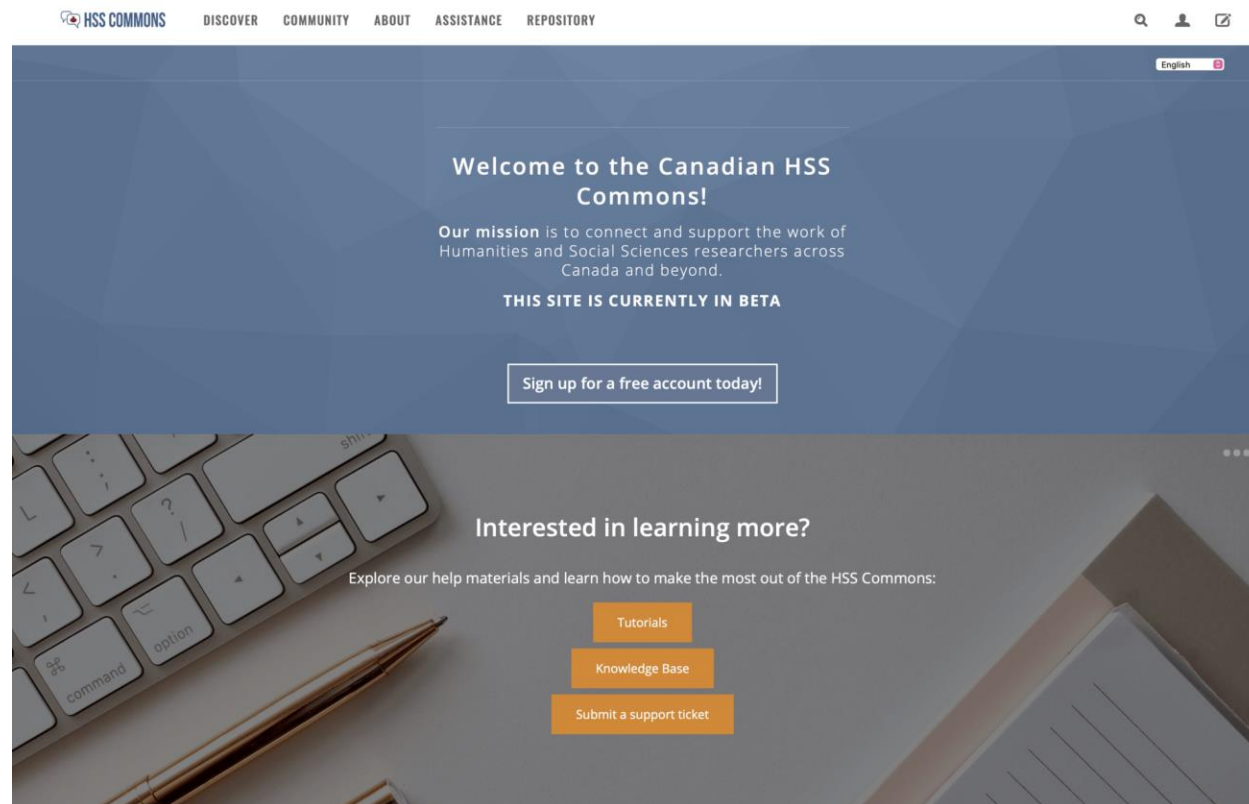 HSS COMMONS DISCOVER COMMUNITY ABOUT ASSISTANCE REPOSITORY
English
Welcome to the Canadian HSS
Commons!
Our mission is to connect and support the work of
Humanities and Social Sciences researchers across
Canada and beyond.
THIS SITE IS CURRENTLY IN BETA
Sign up for a free account today!
shift
L
:
;
?
/
>
.
<
,
option
⌘
command
Interested in learning more?
Explore our help materials and learn how to make the most out of the HSS Commons:
Tutorials
Knowledge Base
Submit a support ticket